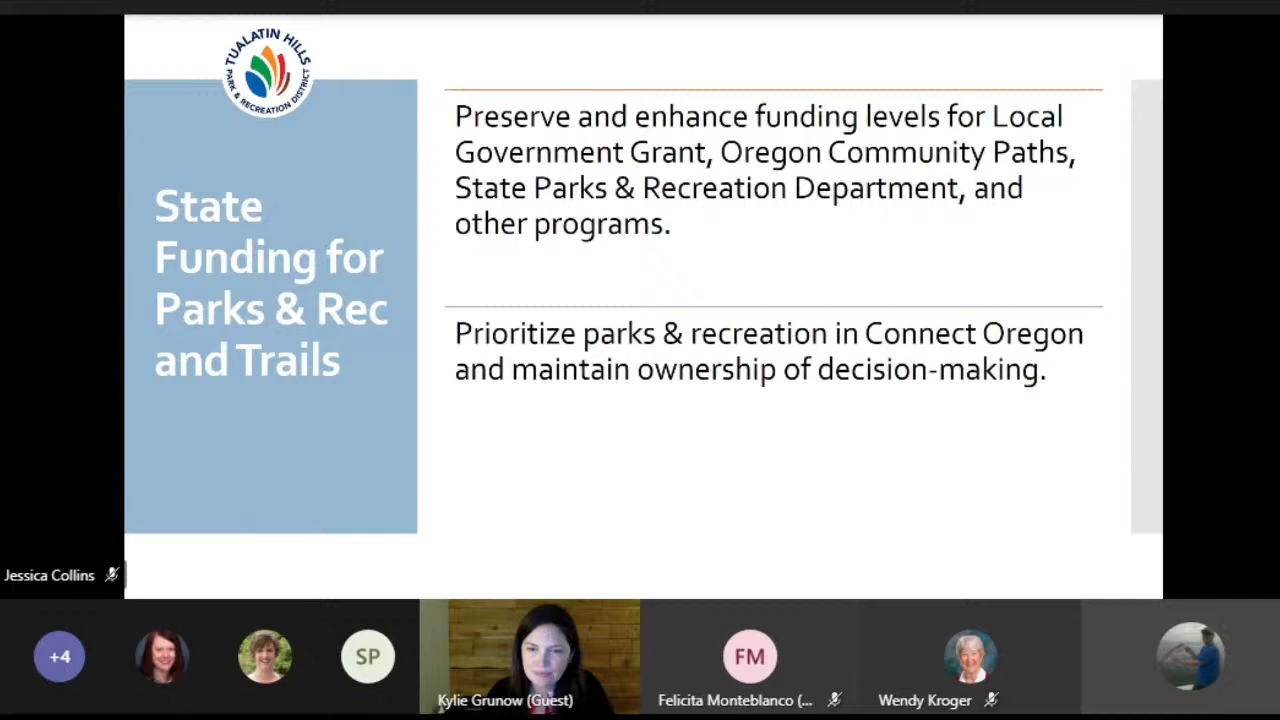 TUALATIN HILLS
PARK & RECREATION DISTRICT
State
Funding for
Parks & Rec
and Trails
Preserve and enhance funding levels for Local
Government Grant, Oregon Community Paths,
State Parks & Recreation Department, and
other programs.
Prioritize parks & recreation in Connect Oregon
and maintain ownership of decision-making.
Jessica Collins
+4
SP
Kylie Grunow (Guest)
FM
Felicita Monteblanco (...
Wendy Kroger